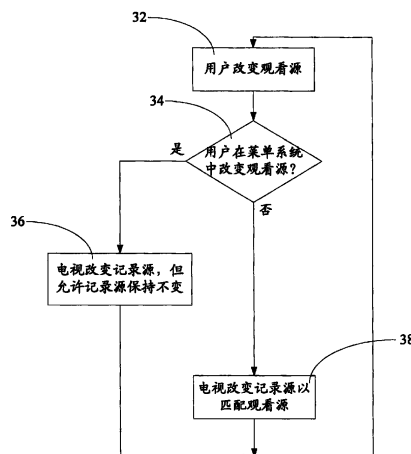 32
用户改变观看源
34
用户在菜单系统
中改变观看源?
是
否
36
电视改变记录源，但
允许记录源保持不变
38
电视改变记录源以
匹配观看源